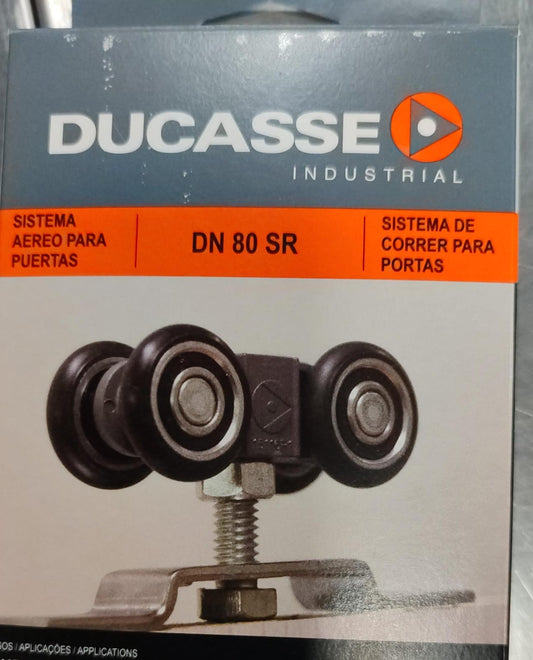 DUCASSE
INDUSTRIAL
SISTEMA
AEREO PARA
PUERTAS
DN 80 SR
SISTEMA DE
CORRER PARA
PORTAS
/APLICAÇÕES / APPLICATIONS